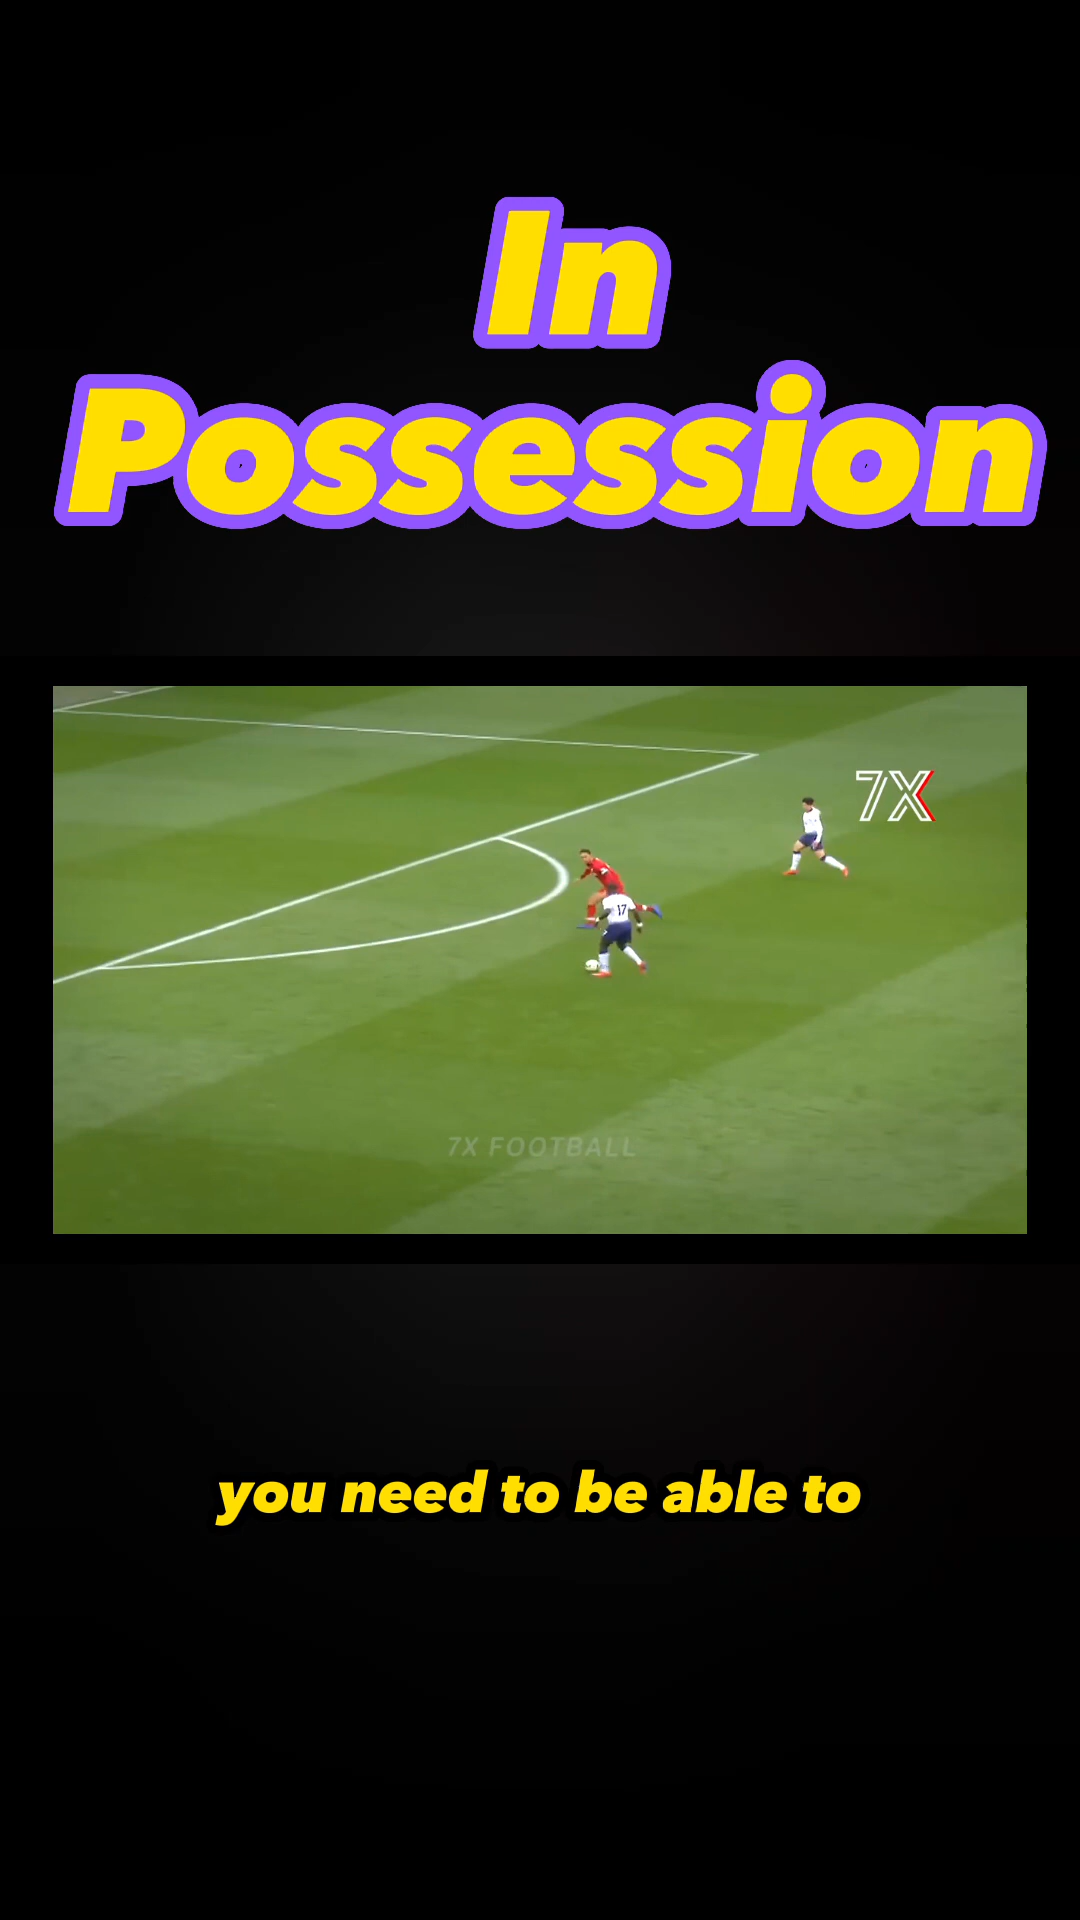 In
Possession
7X
17
7X FOOTBALL
you need to be able to